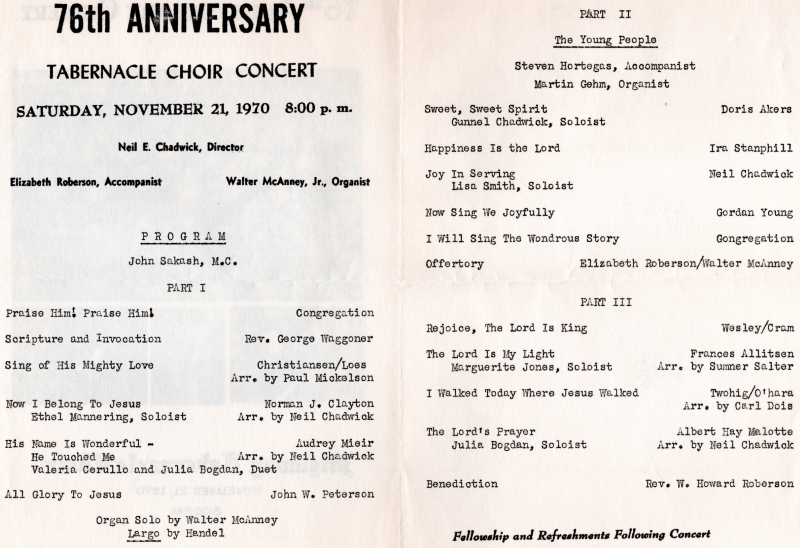 76th ANNIVERSARY
TABERNACLE CHOIR CONCERT
SATURDAY, NOVEMBER 21, 1970 8:00 p. m.
Neil E. Chadwick, Director
Elizabeth Roberson, Accompanist Walter McAnney, Jr., Organist
PROGRAM
John Sakash, M.C.
PART I
Praise Him! Praise Him! Congregation
Scripture and Invocation Rev. George Waggoner
Sing of His Mighty Love Christiansen/Loes
Arr. by Paul Mickelson
Now I Belong To Jesus Norman J. Clayton
Ethel Mannering, Soloist Arr. by Neil Chadwick
His Name Is Wonderful - Audrey Mieir
He Touched Me Arr. by Neil Chadwick
Valeria Cerullo and Julia Bogdan, Duet
All Glory To Jesus John W. Peterson
Organ Solo by Walter McAnney
Largo by Handel
PART II
The Young People
Steven Hortegas, Accompanist
Martin Gehm, Organist
Sweet, Sweet Spirit Doris Akers
Gunnel Chadwick, Soloist
Happiness Is the Lord Ira Stanphill
Joy In Serving Neil Chadwick
Lisa Smith, Soloist
Now Sing We Joyfully Gordan Young
I Will Sing The Wondrous Story Gongregation
Offertory Elizabeth Roberson/Walter McAnney
PART III
Rejoice, The Lord Is King Wesley/Cram
The Lord Is My Light Frances Allitsen
Marguerite Jones, Soloist Arr. by Sumner Salter
I Walked Today Where Jesus Walked Twohig/O'hara
Arr. by Carl Dois
The Lord's Prayer Albert Hay Malotte
Julia Bogdan, Soloist Arr. by Neil Chadwick
Benediction Rev. W. Howard Roberson
Fellowship and Refreshments Following Concert